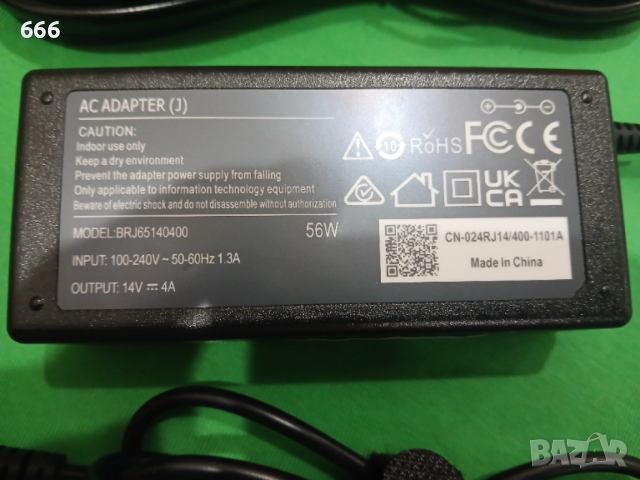 666
AC ADAPTER (J)
CAUTION:
Indoor use only
Keep a dry environment
Prevent the adapter power supply from falling
Only applicable to information technology equipment
Beware of electric shock and do not disassemble without authorization
MODEL:BRJ65140400
56W
INPUT: 100-240V ~ 50-60Hz 1.3A
OUTPUT: 14V ⎓ 4A
10
RoHS
FC CE
UK
CA
CN-024RJ14/400-1101A
Made In China
BAZAR